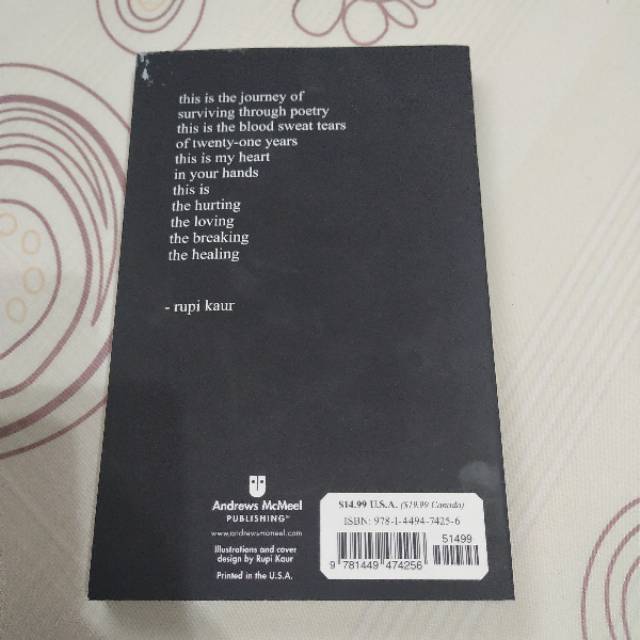 this is the journey of
surviving through poetry
this is the blood sweat tears
of twenty-one years
this is my heart
in your hands
this is
the hurting
the loving
the breaking
the healing
- rupi kaur
Andrews McMeel
PUBLISHING™
www.andrewsmcmeel.com
Illustrations and cover
design by Rupi Kaur
Printed in the U.S.A.
$14.99 U.S.A. ($19.99 Canada)
ISBN: 978-1-4494-7425-6
51499
9 781449 474256